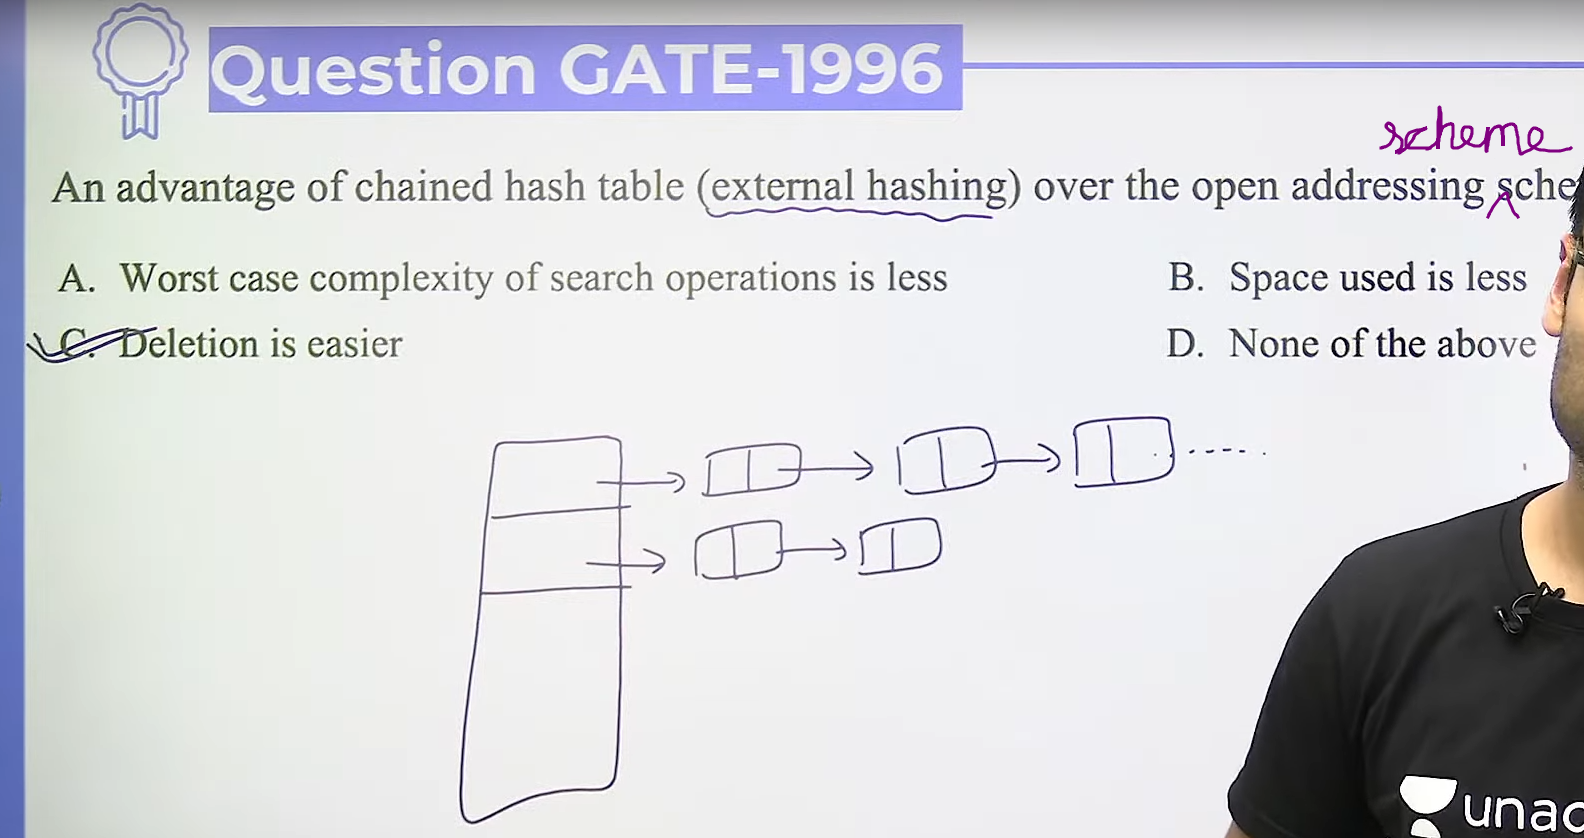 Question GATE-1996
scheme
An advantage of chained hash table (external hashing) over the open addressing sche
A. Worst case complexity of search operations is less
B. Space used is less
C. Deletion is easier
D. None of the above
unac